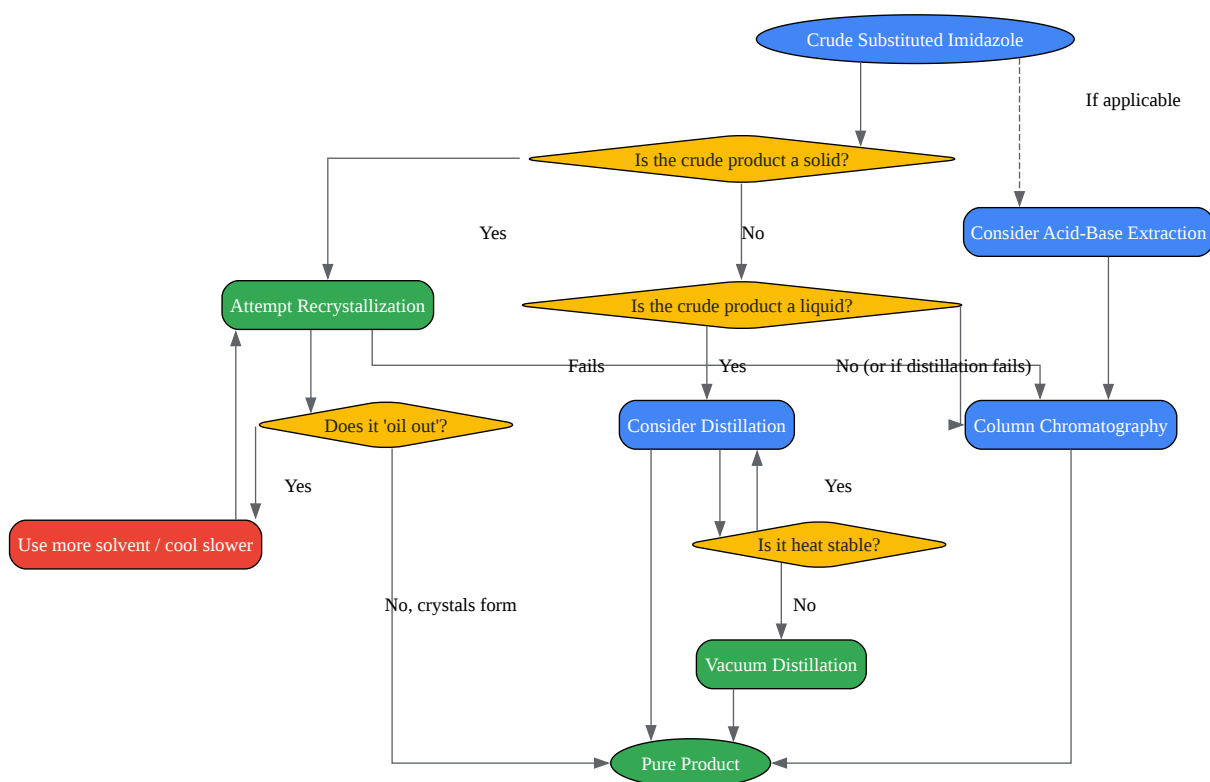 Crude Substituted Imidazole
If applicable
Is the crude product a solid?
Yes
No
Consider Acid-Base Extraction
Attempt Recrystallization
Is the crude product a liquid?
Fails
Yes
No (or if distillation fails)
Does it 'oil out'?
Consider Distillation
Column Chromatography
Yes
Yes
Use more solvent / cool slower
Is it heat stable?
No, crystals form
No
Vacuum Distillation
Pure Product